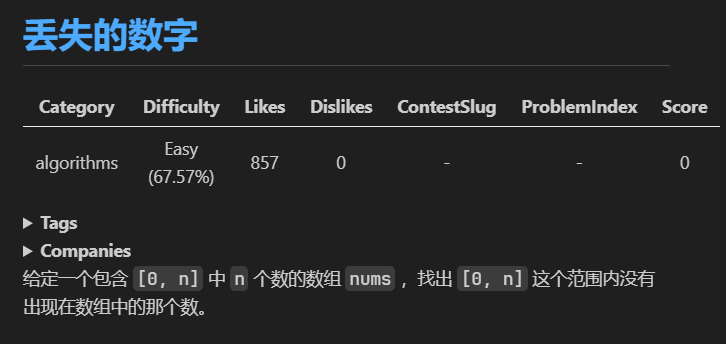 丢失的数字
Category Difficulty Likes Dislikes ContestSlug ProblemIndex Score
algorithms Easy (67.57%) 857 0 - - 0
▶ Tags
▶ Companies
给定一个包含 [0, n] 中 n 个数的数组 nums ，找出 [0, n] 这个范围内没有
出现在数组中的那个数。